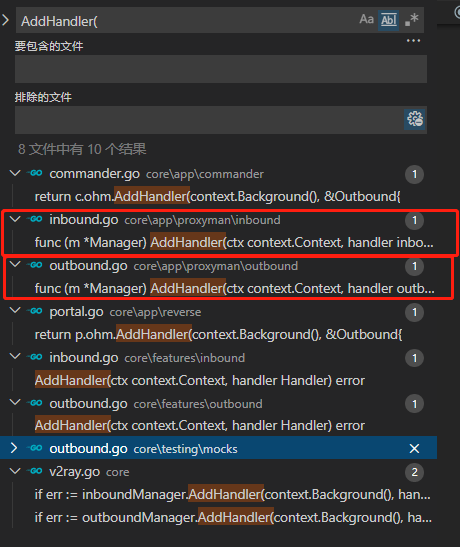 AddHandler(
Aa Abl .*
...
要包含的文件
排除的文件
8 文件中有 10 个结果
commander.go core\app\commander 1
return c.ohm.AddHandler(context.Background(), &Outbound{
inbound.go core\app\proxyman\inbound 1
func (m *Manager) AddHandler(ctx context.Context, handler inbo...
outbound.go core\app\proxyman\outbound 1
func (m *Manager) AddHandler(ctx context.Context, handler outb...
portal.go core\app\reverse 1
return p.ohm.AddHandler(context.Background(), &Outbound{
inbound.go core\features\inbound 1
AddHandler(ctx context.Context, handler Handler) error
outbound.go core\features\outbound 1
AddHandler(ctx context.Context, handler Handler) error
outbound.go core\testing\mocks
v2ray.go core 2
if err := inboundManager.AddHandler(context.Background(), han...
if err := outboundManager.AddHandler(context.Background(), ha...